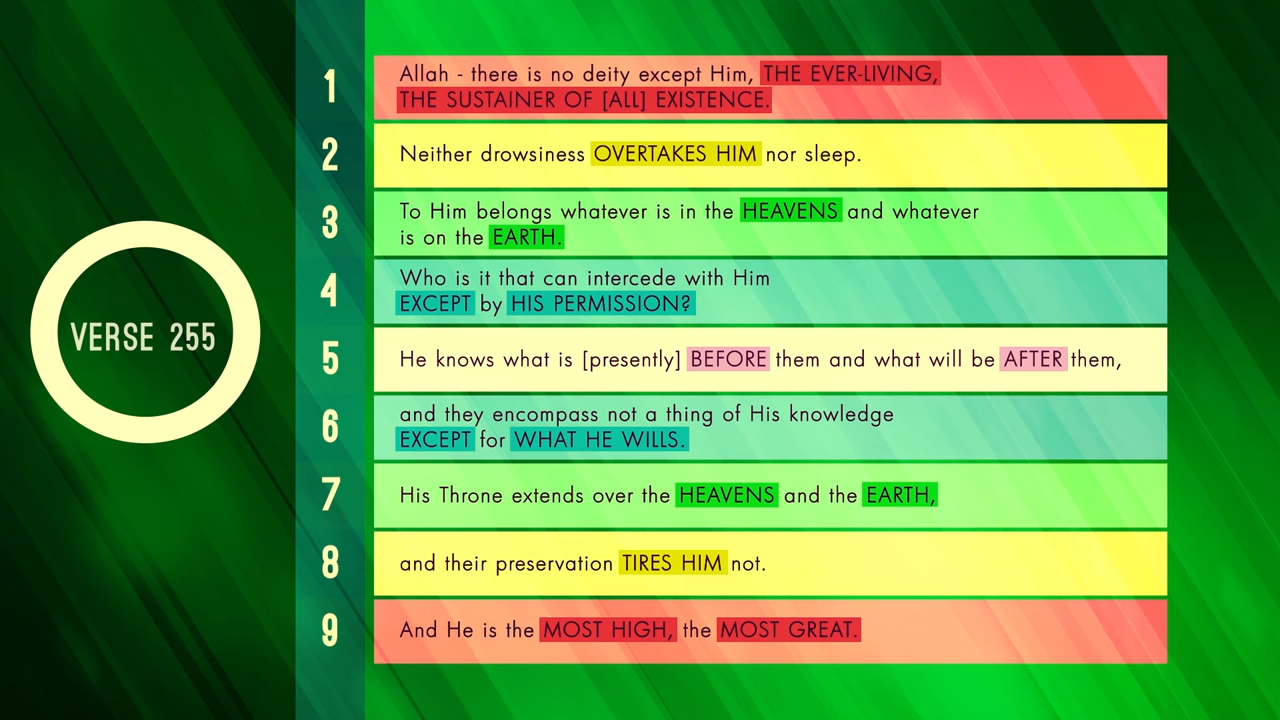 VERSE 255
1
Allah - there is no deity except Him, THE EVER-LIVING,
THE SUSTAINER OF [ALL] EXISTENCE.
2
Neither drowsiness OVERTAKES HIM nor sleep.
3
To Him belongs whatever is in the HEAVENS and whatever
is on the EARTH.
4
Who is it that can intercede with Him
EXCEPT by HIS PERMISSION?
5
He knows what is [presently] BEFORE them and what will be AFTER them,
6
and they encompass not a thing of His knowledge
EXCEPT for WHAT HE WILLS.
7
His Throne extends over the HEAVENS and the EARTH,
8
and their preservation TIRES HIM not.
9
And He is the MOST HIGH, the MOST GREAT.